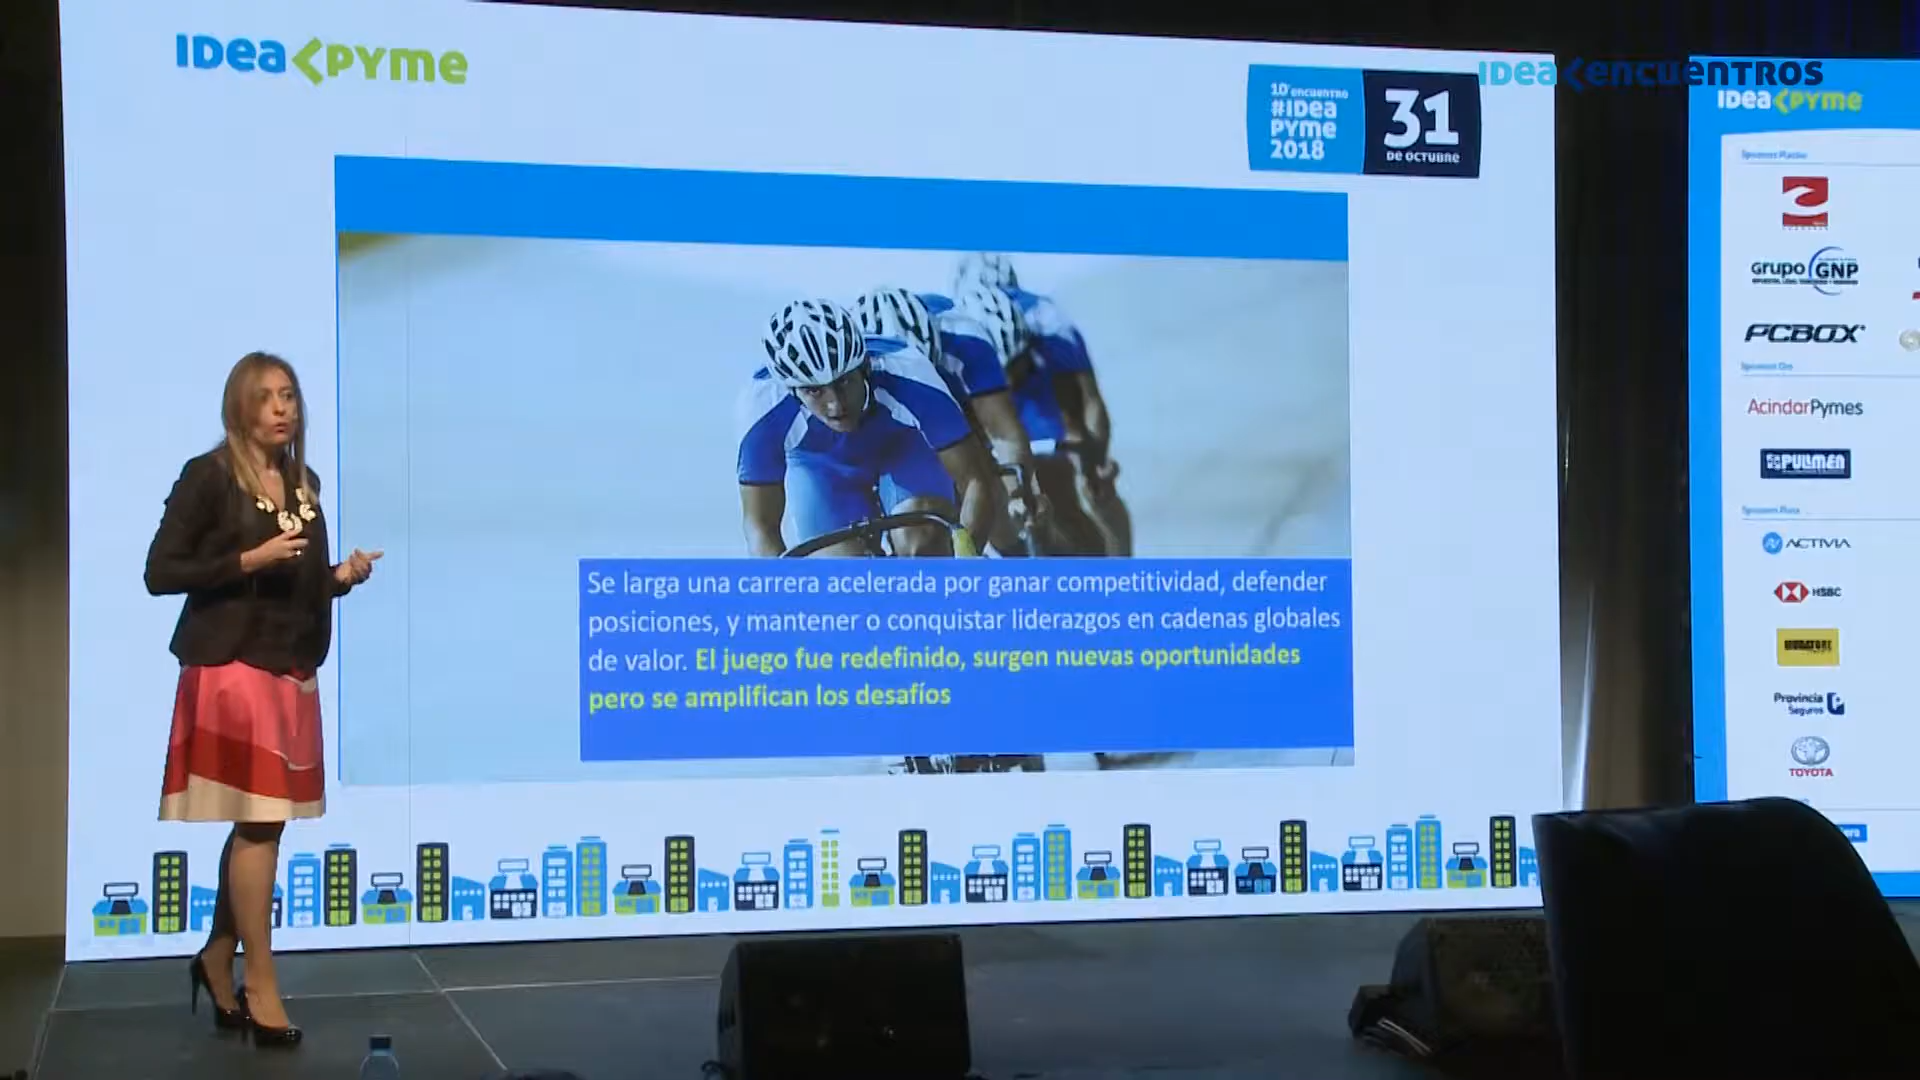 IDea PYme
10° encuentro
#IDea
PYme
2018
31
DE OCTUBRE
IDea encuenTROS
IDea PYme
Se larga una carrera acelerada por ganar competitividad, defender
posiciones, y mantener o conquistar liderazgos en cadenas globales
de valor. El juego fue redefinido, surgen nuevas oportunidades
pero se amplifican los desafíos
Grupo GNP
PCBOX
AcindarPymes
PULLMEN
ACTIVIA
HSBC
Provincia
Seguros
TOYOTA